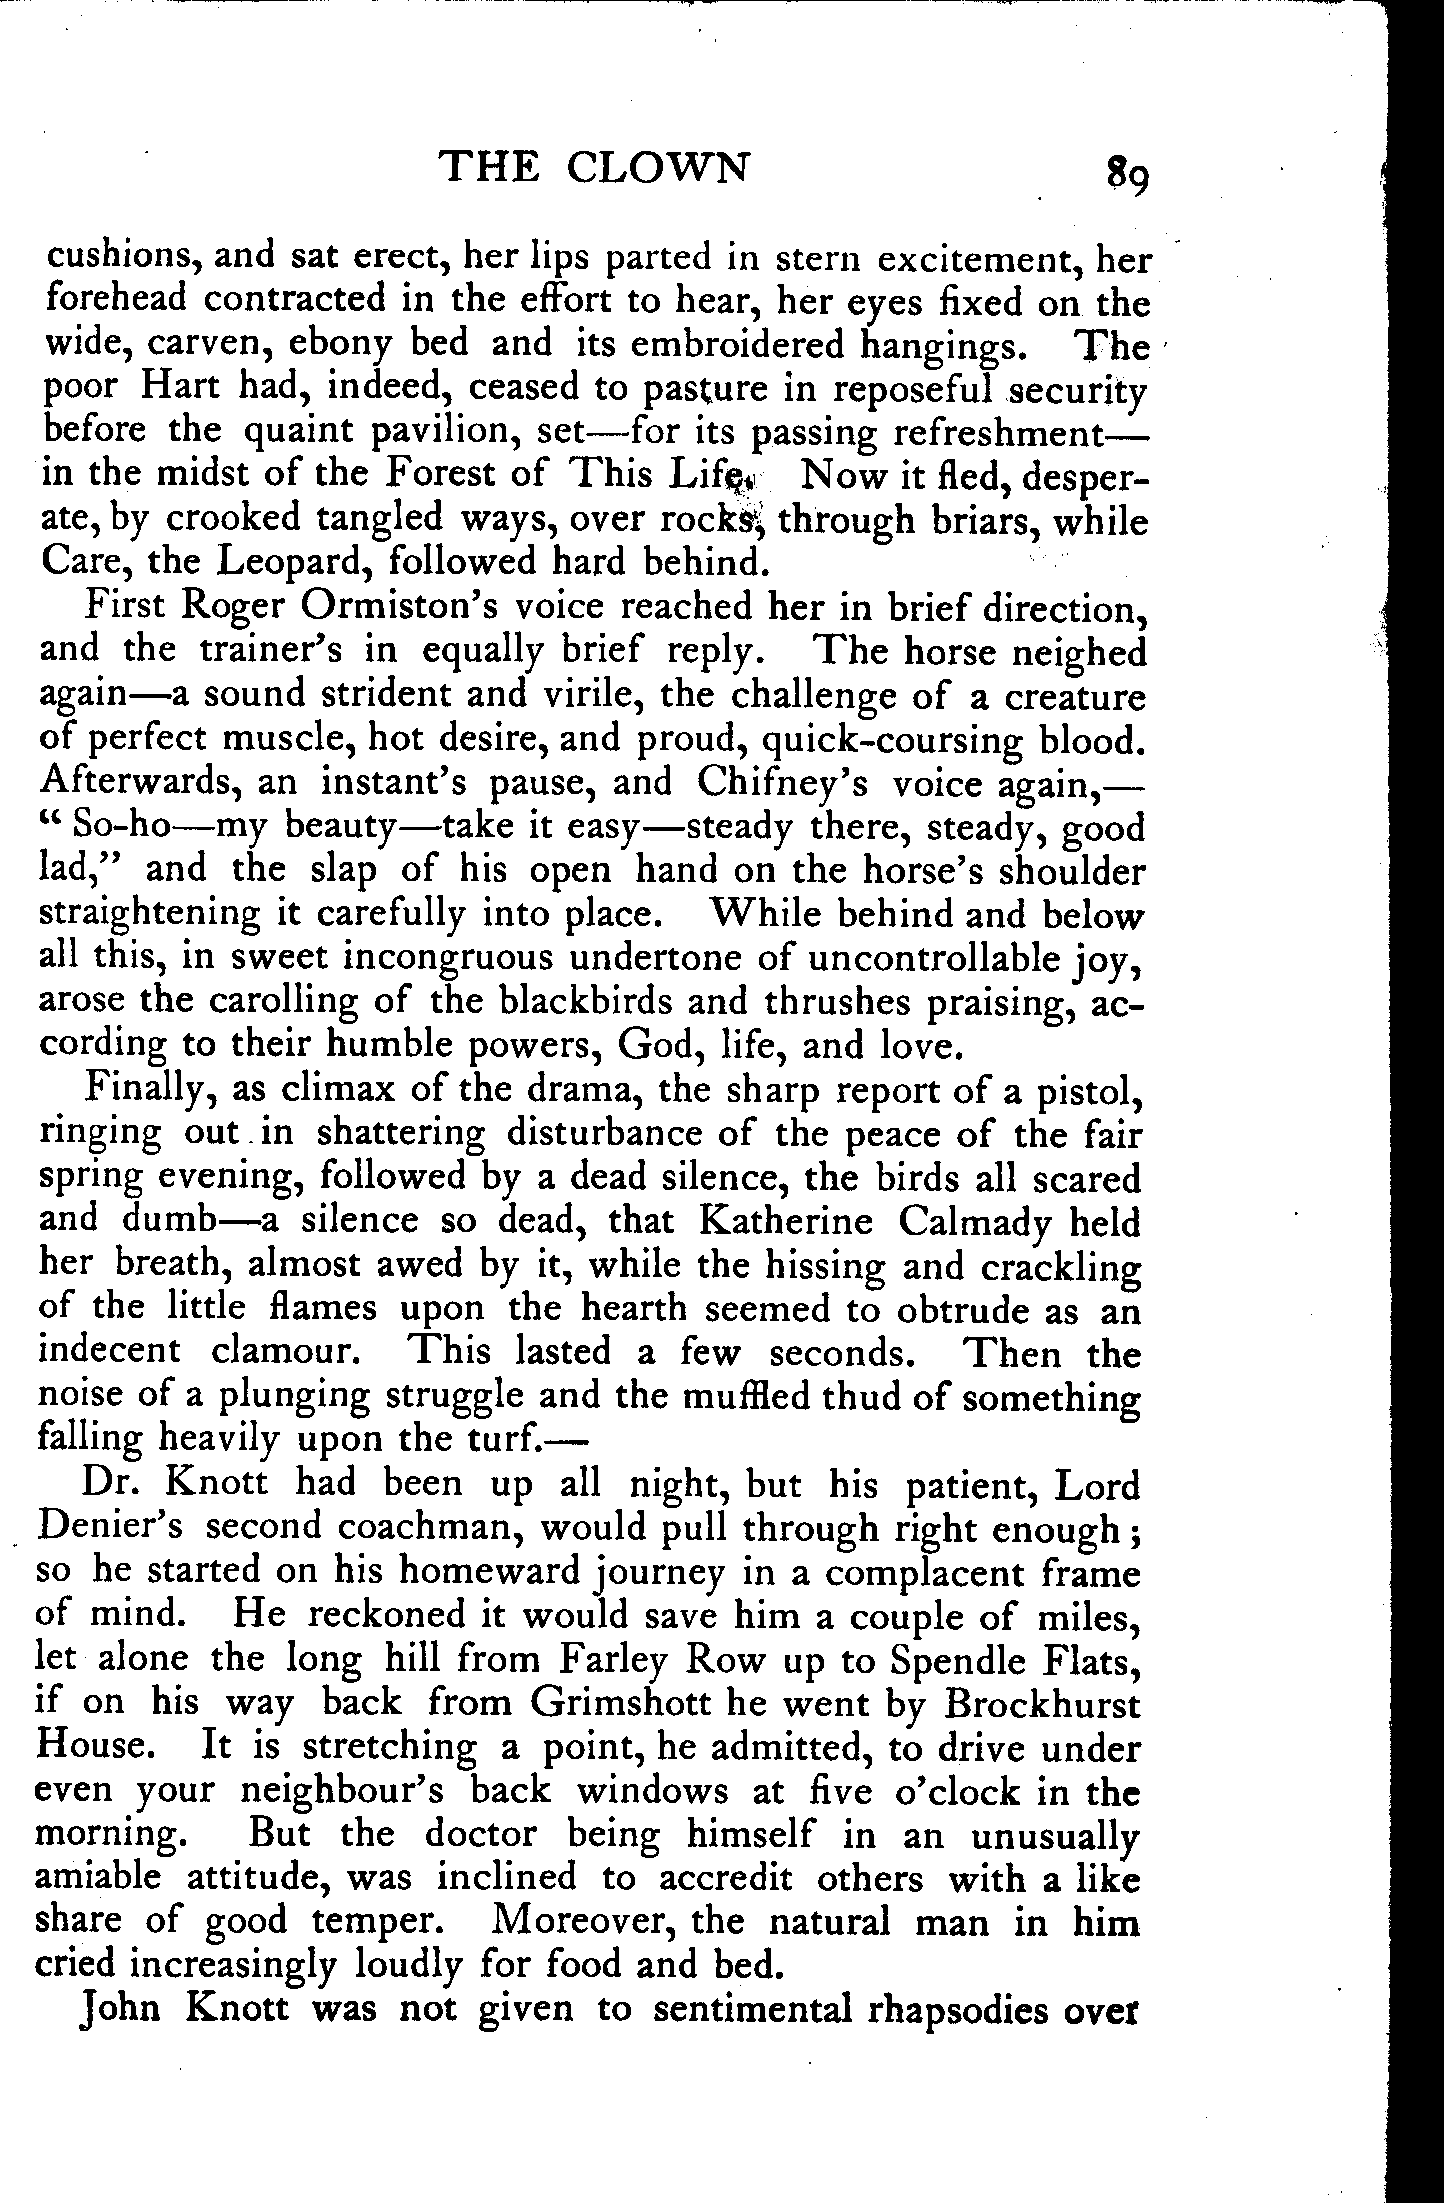 THE CLOWN 89
cushions, and sat erect, her lips parted in stern excitement, her
forehead contracted in the effort to hear, her eyes fixed on the
wide, carven, ebony bed and its embroidered hangings. The
poor Hart had, indeed, ceased to pasture in reposeful security
before the quaint pavilion, set—for its passing refreshment—
in the midst of the Forest of This Life. Now it fled, desper-
ate, by crooked tangled ways, over rocks, through briars, while
Care, the Leopard, followed hard behind.
First Roger Ormiston's voice reached her in brief direction,
and the trainer's in equally brief reply. The horse neighed
again—a sound strident and virile, the challenge of a creature
of perfect muscle, hot desire, and proud, quick-coursing blood.
Afterwards, an instant's pause, and Chifney's voice again,—
“ So-ho—my beauty—take it easy—steady there, steady, good
lad,” and the slap of his open hand on the horse's shoulder
straightening it carefully into place. While behind and below
all this, in sweet incongruous undertone of uncontrollable joy,
arose the carolling of the blackbirds and thrushes praising, ac-
cording to their humble powers, God, life, and love.
Finally, as climax of the drama, the sharp report of a pistol,
ringing out in shattering disturbance of the peace of the fair
spring evening, followed by a dead silence, the birds all scared
and dumb—a silence so dead, that Katherine Calmady held
her breath, almost awed by it, while the hissing and crackling
of the little flames upon the hearth seemed to obtrude as an
indecent clamour. This lasted a few seconds. Then the
noise of a plunging struggle and the muffled thud of something
falling heavily upon the turf.—
Dr. Knott had been up all night, but his patient, Lord
Denier's second coachman, would pull through right enough ;
so he started on his homeward journey in a complacent frame
of mind. He reckoned it would save him a couple of miles,
let alone the long hill from Farley Row up to Spendle Flats,
if on his way back from Grimshott he went by Brockhurst
House. It is stretching a point, he admitted, to drive under
even your neighbour's back windows at five o'clock in the
morning. But the doctor being himself in an unusually
amiable attitude, was inclined to accredit others with a like
share of good temper. Moreover, the natural man in him
cried increasingly loudly for food and bed.
John Knott was not given to sentimental rhapsodies over